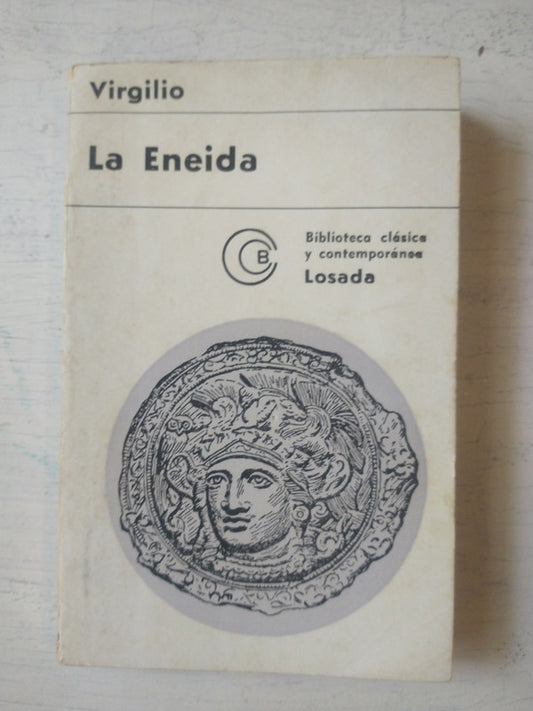 Virgilio
La Eneida
B
Biblioteca clásica
y contemporánea
Losada